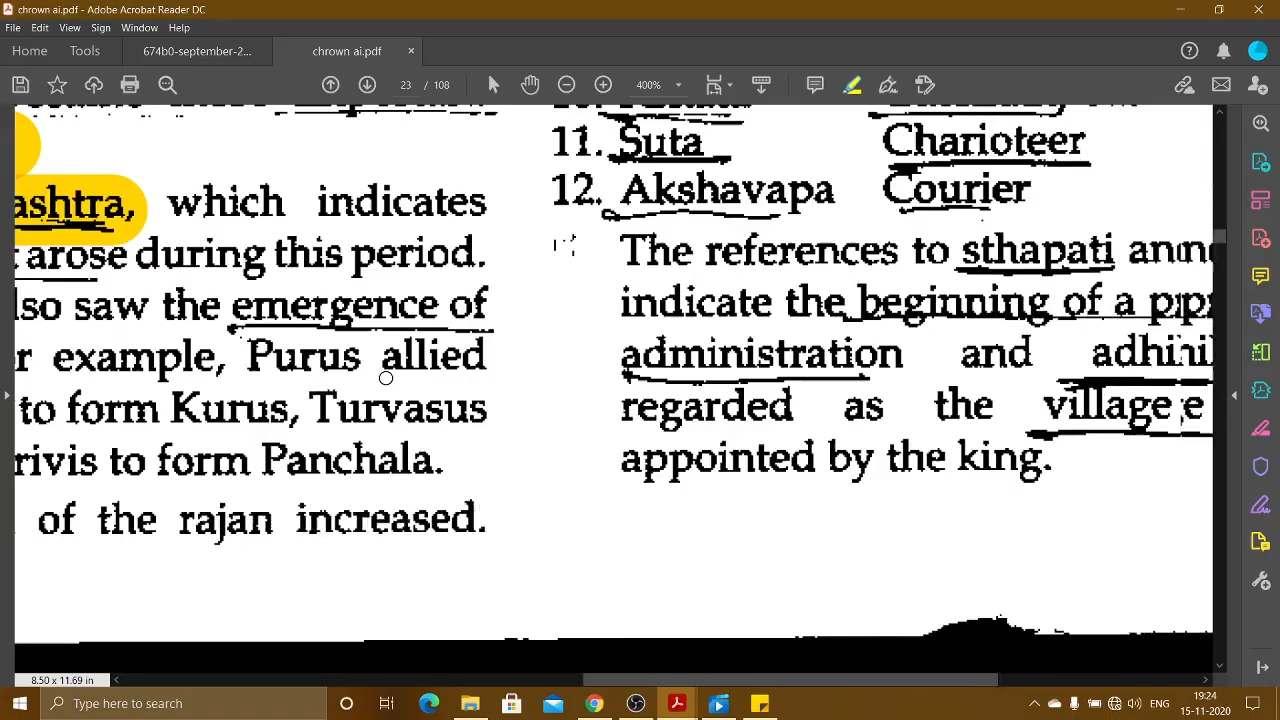 chrown ai.pdf - Adobe Acrobat Reader DC
File Edit View Sign Window Help
Home Tools 674b0-september-2... chrown ai.pdf ×
23 / 108 400%
11. Suta Charioteer
12. Akshavapa Courier
ashtra, which indicates
arose during this period.
lso saw the emergence of
r example, Purus allied
to form Kurus, Turvasus
rivis to form Panchala.
of the rajan increased.
The references to sthapati
indicate the beginning of a
administration and
regarded as the village
appointed by the king.
8.50 x 11.69 in
Type here to search
19:24
ENG
15-11-2020 2